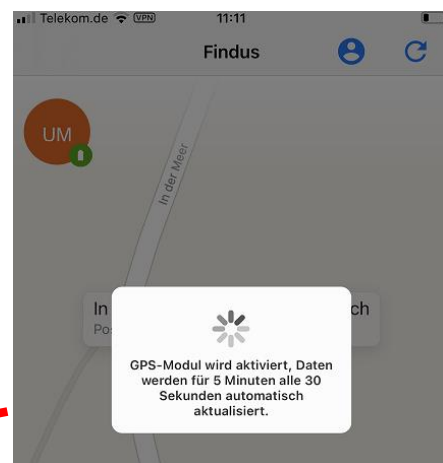 Telekom.de VPN 11:11
Findus
UM
In der Meer
In ch
Pos
GPS-Modul wird aktiviert, Daten
werden für 5 Minuten alle 30
Sekunden automatisch
aktualisiert.